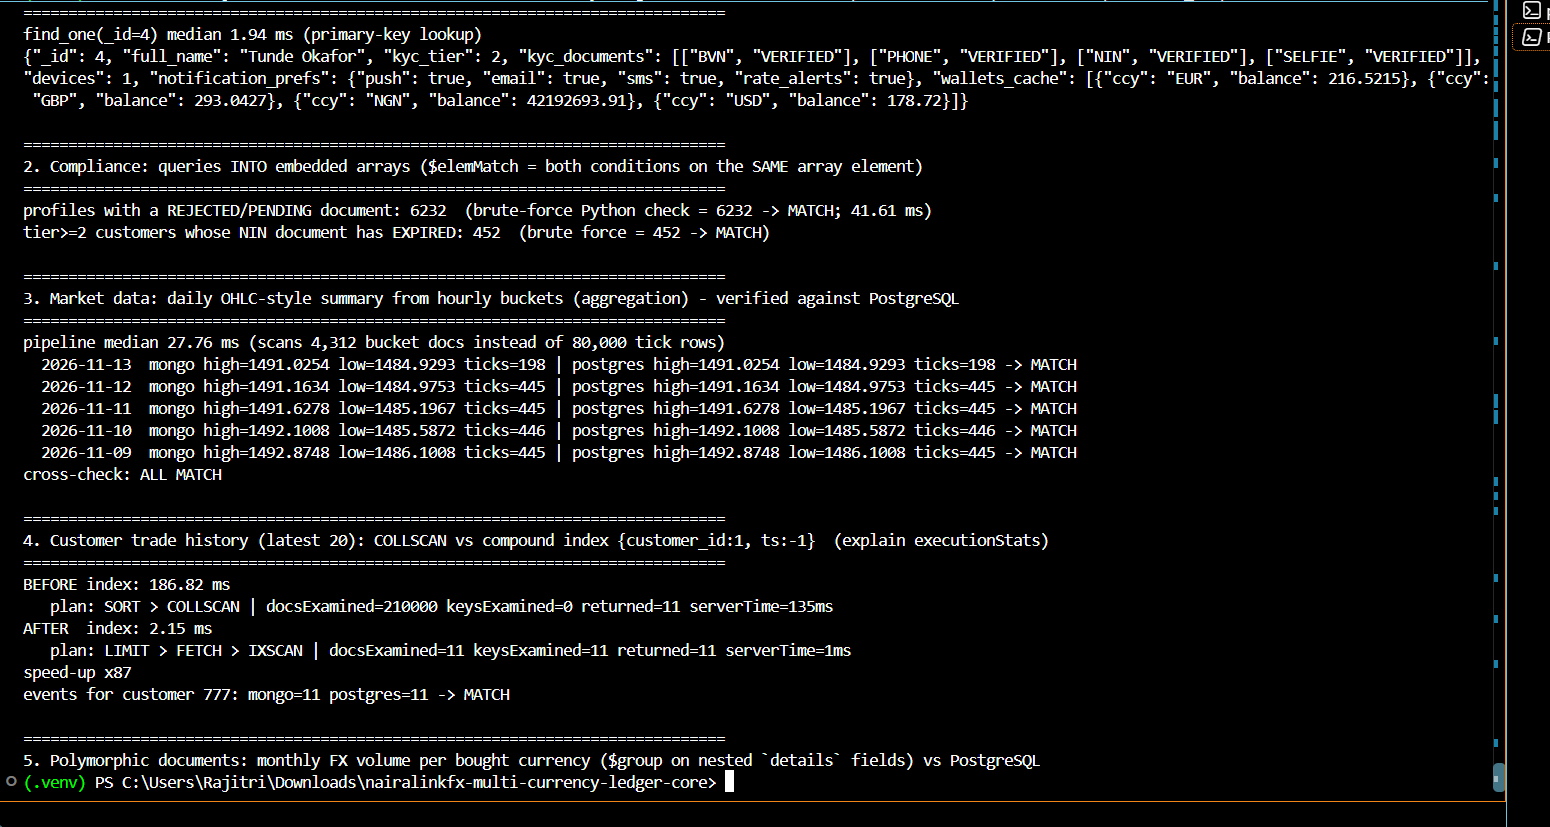 ==============================================================================
find_one(_id=4) median 1.94 ms (primary-key lookup)
{"_id": 4, "full_name": "Tunde Okafor", "kyc_tier": 2, "kyc_documents": [["BVN", "VERIFIED"], ["PHONE", "VERIFIED"], ["NIN", "VERIFIED"], ["SELFIE", "VERIFIED"]],
"devices": 1, "notification_prefs": {"push": true, "email": true, "sms": true, "rate_alerts": true}, "wallets_cache": [{"ccy": "EUR", "balance": 216.5215}, {"ccy":
"GBP", "balance": 293.0427}, {"ccy": "NGN", "balance": 42192693.91}, {"ccy": "USD", "balance": 178.72}]}
==============================================================================
2. Compliance: queries INTO embedded arrays ($elemMatch = both conditions on the SAME array element)
==============================================================================
profiles with a REJECTED/PENDING document: 6232  (brute-force Python check = 6232 -> MATCH; 41.61 ms)
tier>=2 customers whose NIN document has EXPIRED: 452  (brute force = 452 -> MATCH)
==============================================================================
3. Market data: daily OHLC-style summary from hourly buckets (aggregation) - verified against PostgreSQL
==============================================================================
pipeline median 27.76 ms (scans 4,312 bucket docs instead of 80,000 tick rows)
2026-11-13  mongo high=1491.0254 low=1484.9293 ticks=198 | postgres high=1491.0254 low=1484.9293 ticks=198 -> MATCH
2026-11-12  mongo high=1491.1634 low=1484.9753 ticks=445 | postgres high=1491.1634 low=1484.9753 ticks=445 -> MATCH
2026-11-11  mongo high=1491.6278 low=1485.1967 ticks=445 | postgres high=1491.6278 low=1485.1967 ticks=445 -> MATCH
2026-11-10  mongo high=1492.1008 low=1485.5872 ticks=446 | postgres high=1492.1008 low=1485.5872 ticks=446 -> MATCH
2026-11-09  mongo high=1492.8748 low=1486.1008 ticks=445 | postgres high=1492.8748 low=1486.1008 ticks=445 -> MATCH
cross-check: ALL MATCH
==============================================================================
4. Customer trade history (latest 20): COLLSCAN vs compound index {customer_id:1, ts:-1}  (explain executionStats)
==============================================================================
BEFORE index: 186.82 ms
plan: SORT > COLLSCAN | docsExamined=210000 keysExamined=0 returned=11 serverTime=135ms
AFTER  index: 2.15 ms
plan: LIMIT > FETCH > IXSCAN | docsExamined=11 keysExamined=11 returned=11 serverTime=1ms
speed-up x87
events for customer 777: mongo=11 postgres=11 -> MATCH
==============================================================================
5. Polymorphic documents: monthly FX volume per bought currency ($group on nested `details` fields) vs PostgreSQL
(.venv) PS C:\Users\Rajitri\Downloads\nairalinkfx-multi-currency-ledger-core>